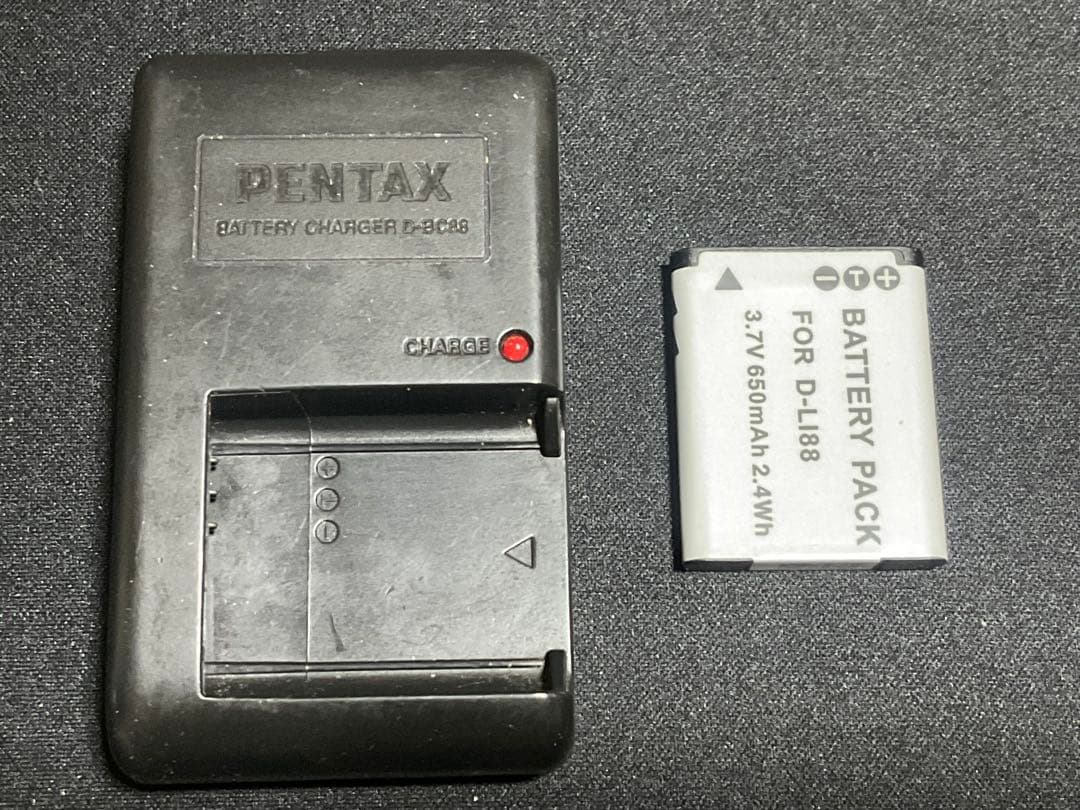 PENTAX
BATTERY CHARGER D-BC88
CHARGE
+
T
-
- T +
BATTERY PACK
FOR D-LI88
3.7V 650mAh 2.4Wh